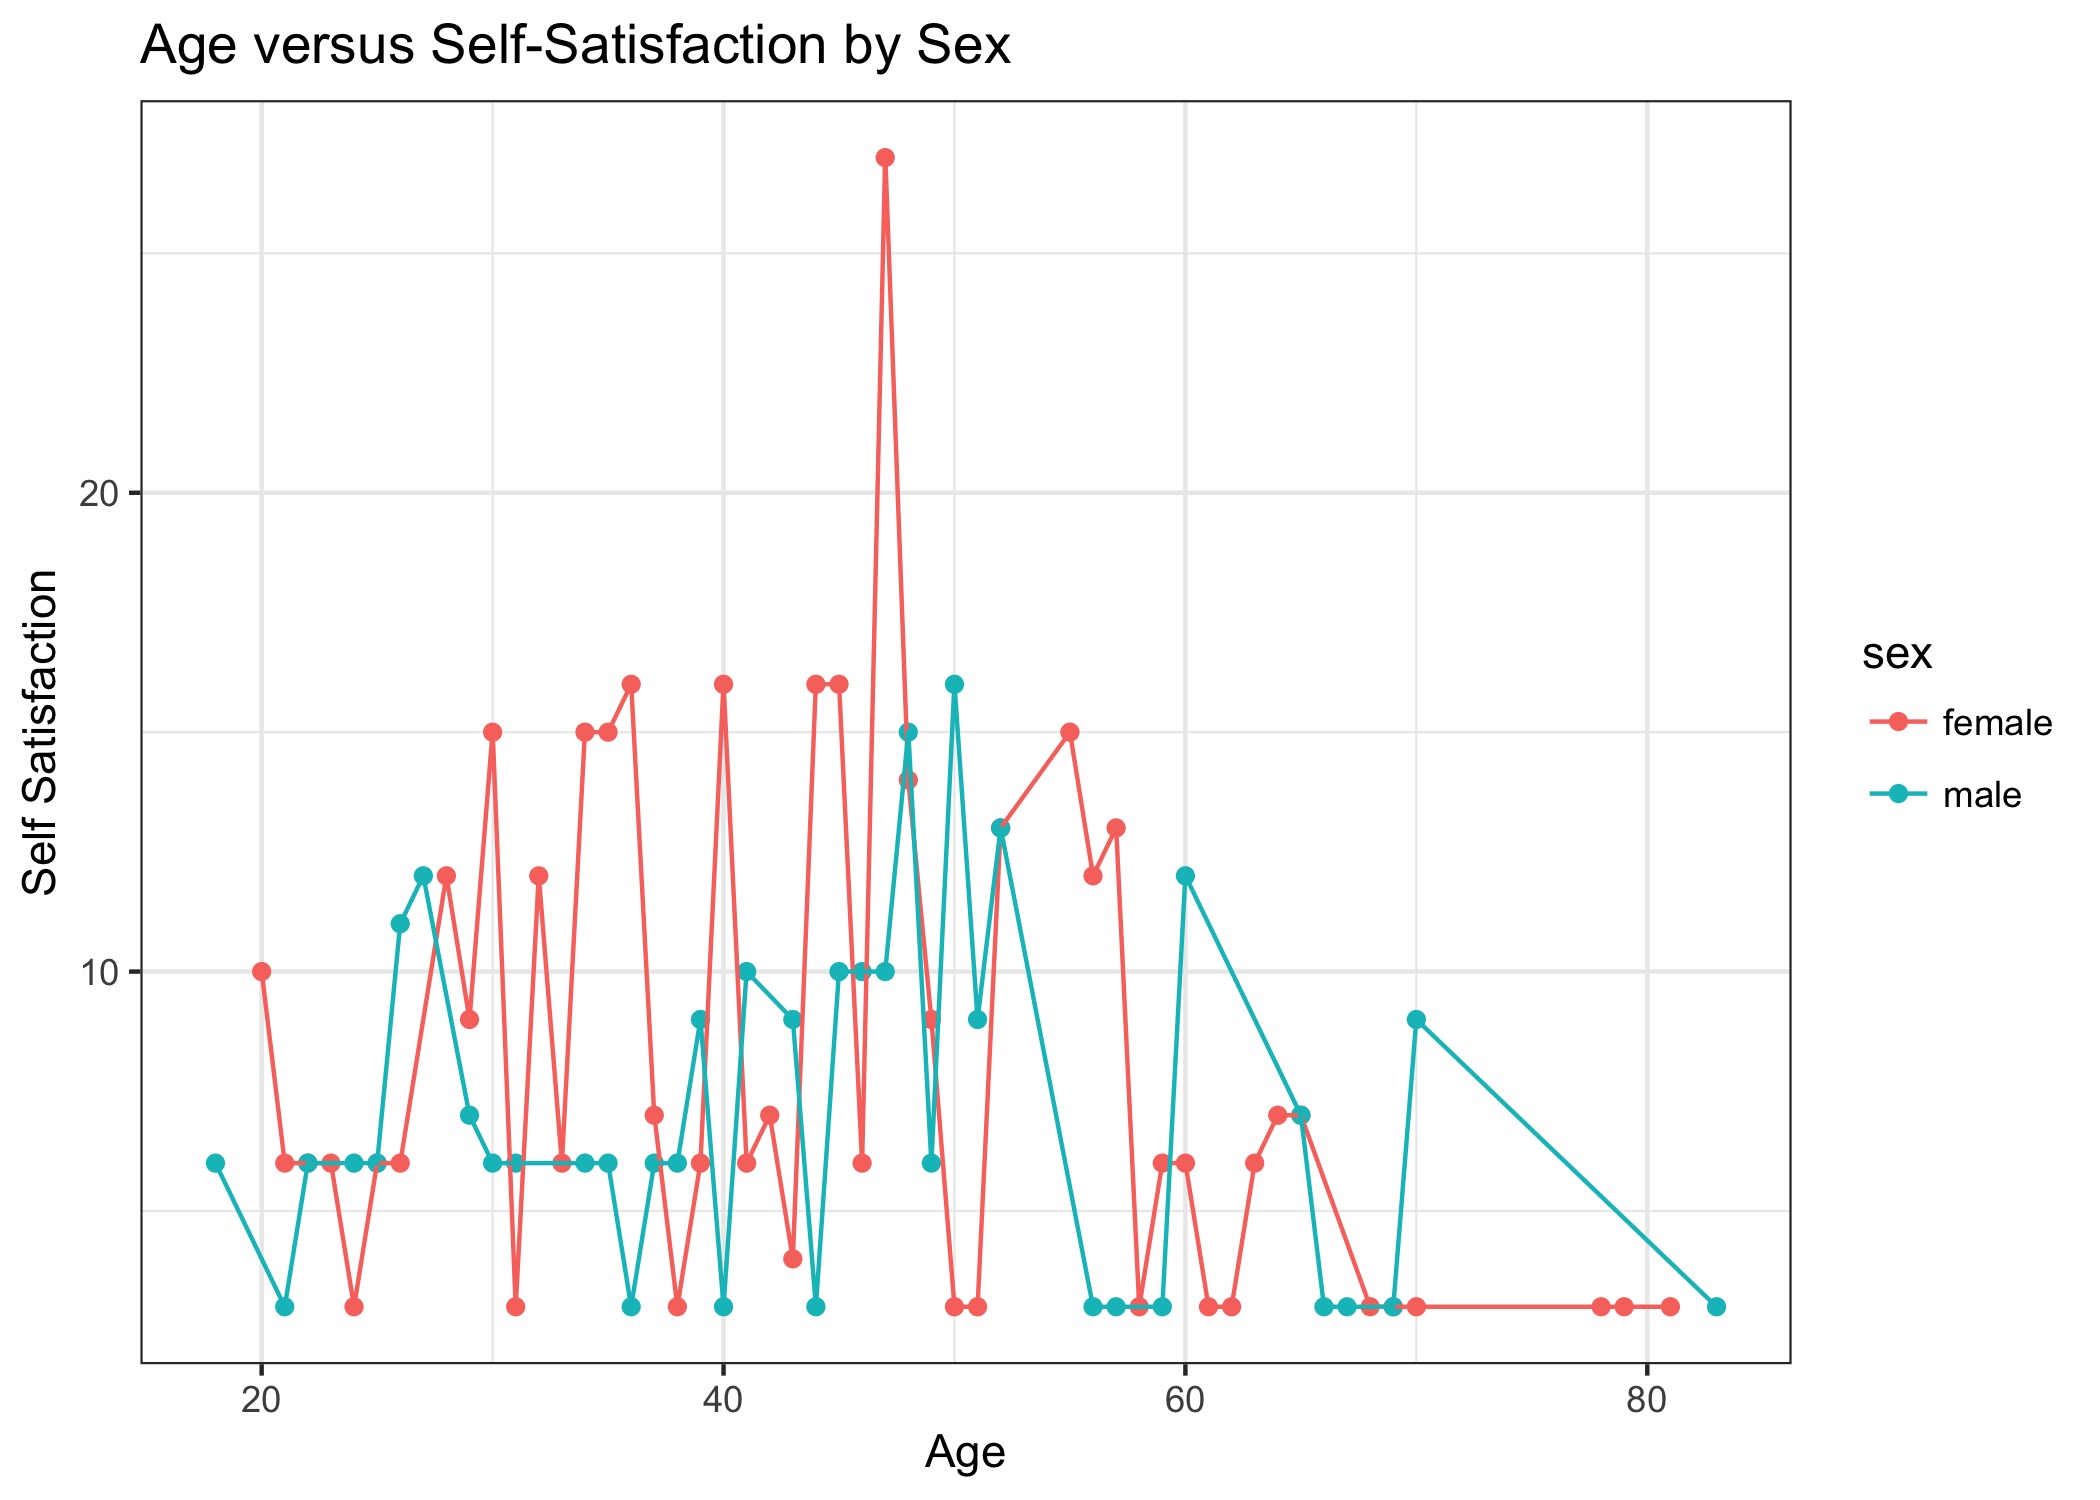 Age versus Self-Satisfaction by Sex
Self Satisfaction
20
10
20
40
60
80
Age
sex
female
male